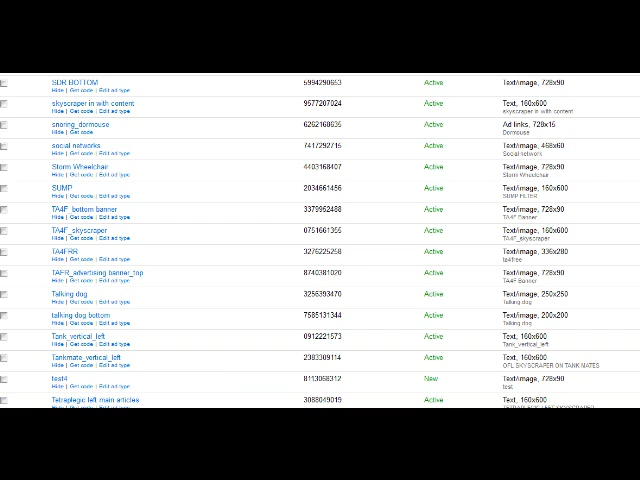 SDR BOTTOM 5994290653 Active Text/image, 728x90
Hide | Get code | Edit ad type
skyscraper in with content 9577207024 Active Text, 160x600
Hide | Get code | Edit ad type skyscraper in with content
snoring_dormouse 6262168635 Active Ad links, 728x15
Hide | Get code Dormouse
social networks 7417292715 Active Text/image, 468x60
Hide | Get code | Edit ad type Social network
Storm Wheelchair 4403168407 Active Text/image, 728x90
Hide | Get code | Edit ad type Storm Wheelchair
SUMP 2034661456 Active Text/image, 160x600
Hide | Get code | Edit ad type SUMP FILTER
TA4F_bottom banner 3379952488 Active Text/image, 728x90
Hide | Get code | Edit ad type TA4F Banner
TA4F_skyscraper 0751661355 Active Text/image, 160x600
Hide | Get code | Edit ad type TA4F_skyscraper
TA4FRR 3276225258 Active Text/image, 336x280
Hide | Get code | Edit ad type ta4free
TAFR_advertising banner_top 8740381020 Active Text/image, 728x90
Hide | Get code | Edit ad type TA4F Banner
Talking dog 3256393470 Active Text/image, 250x250
Hide | Get code | Edit ad type Talking dog
talking dog bottom 7585131344 Active Text/image, 200x200
Hide | Get code | Edit ad type Talking dog
Tank_vertical_left 0912221573 Active Text, 160x600
Hide | Get code | Edit ad type Tank_vertical_left
Tankmate_vertical_left 2383309114 Active Text, 160x600
Hide | Get code | Edit ad type OFL SKYSCRAPER ON TANK MATES
test4 8113068312 New Text/image, 728x90
Hide | Get code | Edit ad type test
Tetraplegic left main articles 3088049019 Active Text, 160x600